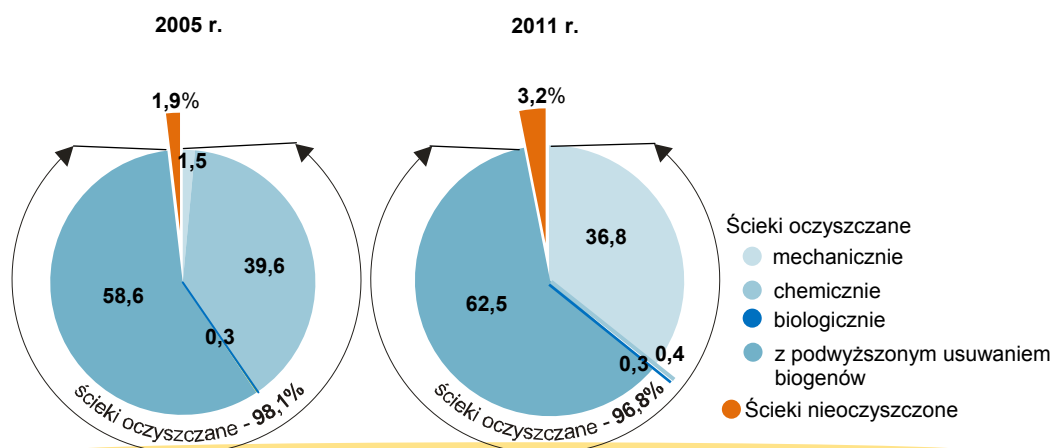 2005 r.
2011 r.
1,9%
3,2%
1,5
39,6
58,6
0,3
ścieki oczyszczane - 98,1%
36,8
62,5
0,3
0,4
ścieki oczyszczane - 96,8%
Ścieki oczyszczane
mechanicznie
chemicznie
biologicznie
z podwyższonym usuwaniem
biogenów
Ścieki nieoczyszczone